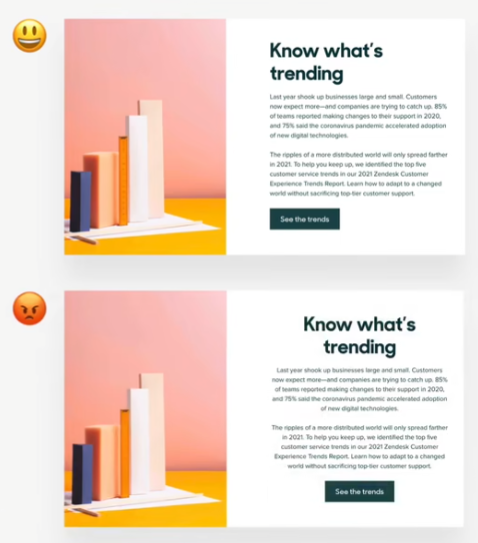 Know what's
trending
Last year shook up businesses large and small. Customers
now expect more—and companies are trying to catch up. 85%
of teams reported making changes to their support in 2020,
and 75% said the coronavirus pandemic accelerated adoption
of new digital technologies.
The ripples of a more distributed world will only spread farther
in 2021. To help you keep up, we identified the top five
customer service trends in our 2021 Zendesk Customer
Experience Trends Report. Learn how to adapt to a changed
world without sacrificing top-tier customer support.
See the trends
Know what's
trending
Last year shook up businesses large and small. Customers
now expect more—and companies are trying to catch up. 85%
of teams reported making changes to their support in 2020,
and 75% said the coronavirus pandemic accelerated adoption
of new digital technologies.
The ripples of a more distributed world will only spread farther
in 2021. To help you keep up, we identified the top five
customer service trends in our 2021 Zendesk Customer
Experience Trends Report. Learn how to adapt to a changed
world without sacrificing top-tier customer support.
See the trends